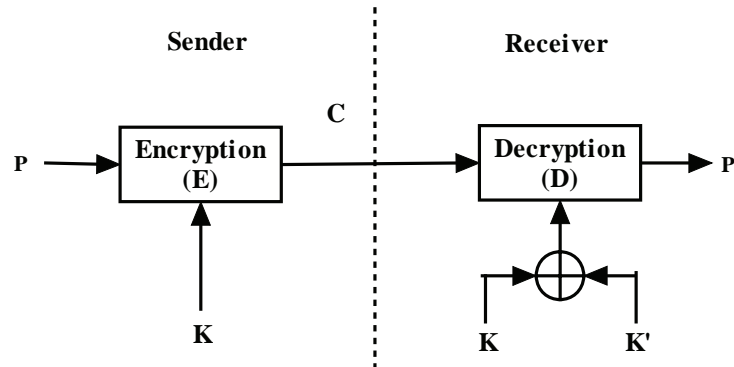 Sender
Receiver
C
P
Encryption
(E)
Decryption
(D)
P
K
K
K'